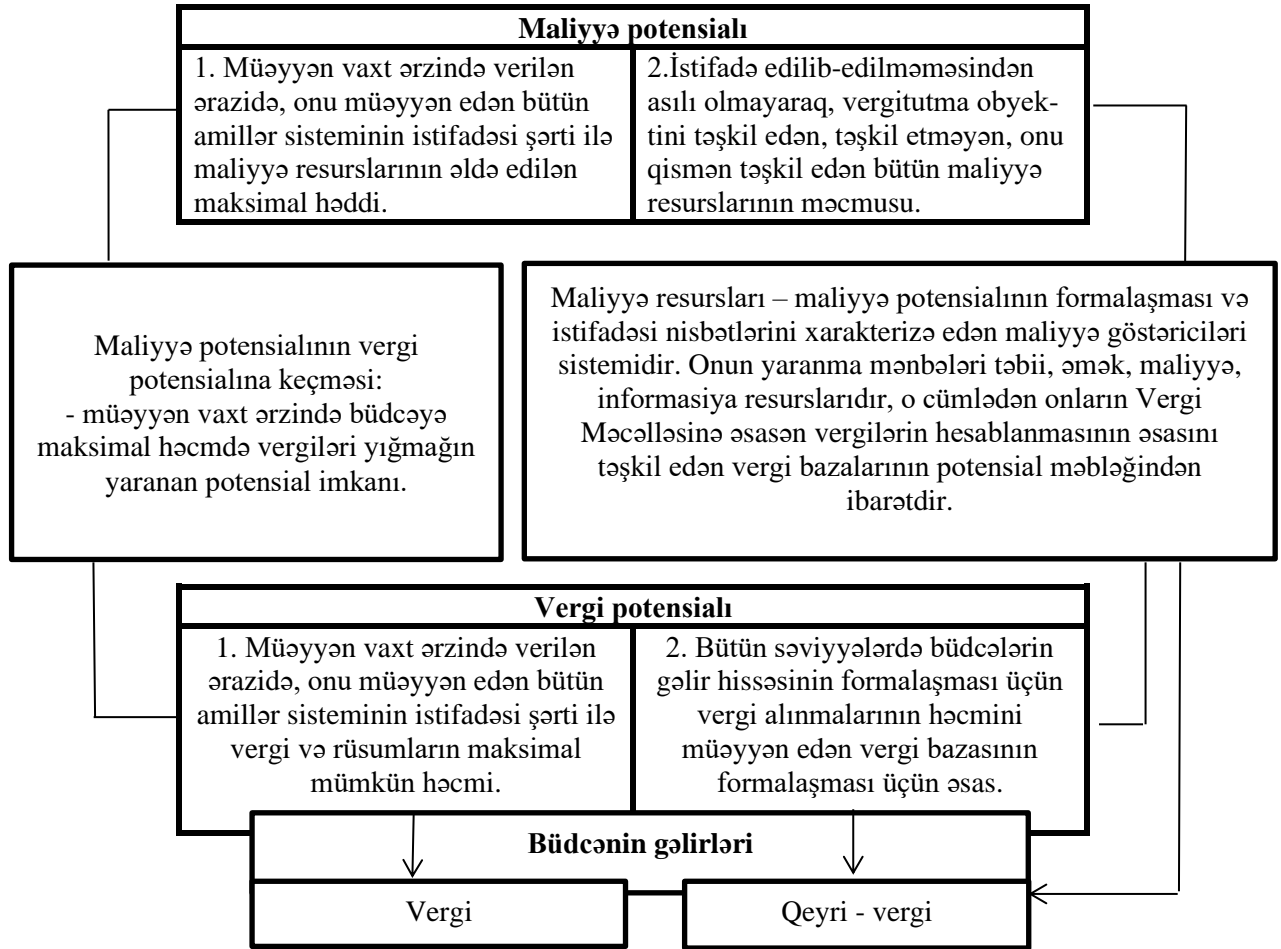 Maliyyə potensialı
1. Müəyyən vaxt ərzində verilən
ərazidə, onu müəyyən edən bütün
amillər sisteminin istifadəsi şərti ilə
maliyyə resurslarının əldə edilən
maksimal həddi.
2.İstifadə edilib-edilməməsindən
asılı olmayaraq, vergitutma obyek-
tini təşkil edən, təşkil etməyən, onu
qismən təşkil edən bütün maliyyə
resurslarının məcmusu.
Maliyyə potensialının vergi
potensialına keçməsi:
- müəyyən vaxt ərzində büdcəyə
maksimal həcmdə vergiləri yığmağın
yaranan potensial imkanı.
Maliyyə resursları – maliyyə potensialının formalaşması və
istifadəsi nisbətlərini xarakterizə edən maliyyə göstəriciləri
sistemidir. Onun yaranma mənbələri təbii, əmək, maliyyə,
informasiya resurslarıdır, o cümlədən onların Vergi
Məcəlləsinə əsasən vergilərin hesablanmasının əsasını
təşkil edən vergi bazalarının potensial məbləğindən
ibarətdir.
Vergi potensialı
1. Müəyyən vaxt ərzində verilən
ərazidə, onu müəyyən edən bütün
amillər sisteminin istifadəsi şərti ilə
vergi və rüsumların maksimal
mümkün həcmi.
2. Bütün səviyyələrdə büdcələrin
gəlir hissəsinin formalaşması üçün
vergi alınmalarının həcmini
müəyyən edən vergi bazasının
formalaşması üçün əsas.
Büdcənin gəlirləri
Vergi
Qeyri - vergi